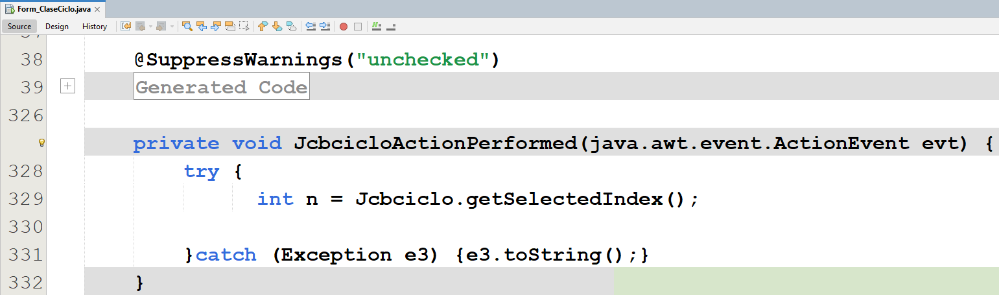 Form_ClaseCiclo.java
Source Design History
37
38 @SuppressWarnings("unchecked")
39 Generated Code
326
private void JcbcicloActionPerformed(java.awt.event.ActionEvent evt) {
328 try {
329 int n = Jcbciclo.getSelectedIndex();
330
331 }catch (Exception e3) {e3.toString();}
332 }